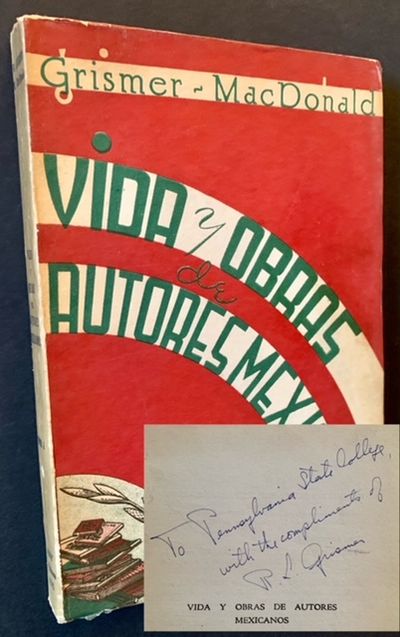 Grismer - MacDonald
VIDA y OBRAS
de
AUTORES MEXI
To Pennsylvania State College,
with the compliments of
R. L. Grismer
VIDA Y OBRAS DE AUTORES
MEXICANOS